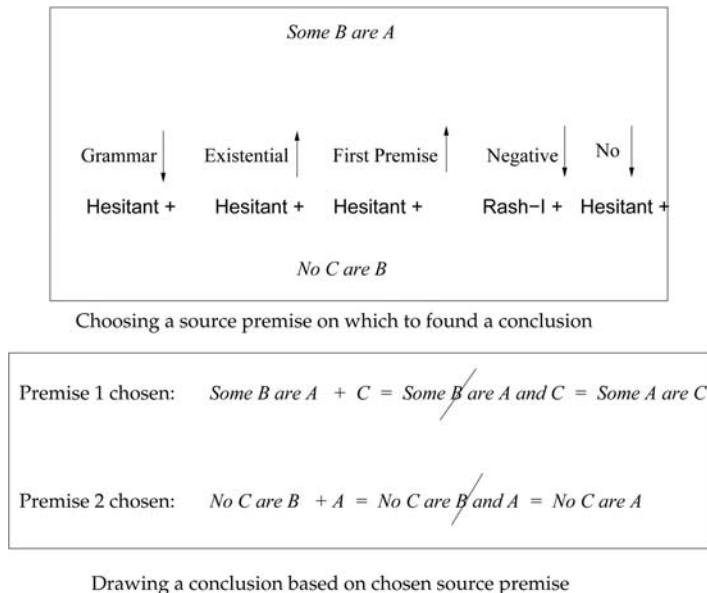 Some B are A
Grammar Existential First Premise Negative No
Hesitant + Hesitant + Hesitant + Rash-I + Hesitant +
No C are B
Choosing a source premise on which to found a conclusion
Premise 1 chosen: Some B are A + C = Some B are A and C = Some A are C
Premise 2 chosen: No C are B + A = No C are B and A = No C are A
Drawing a conclusion based on chosen source premise